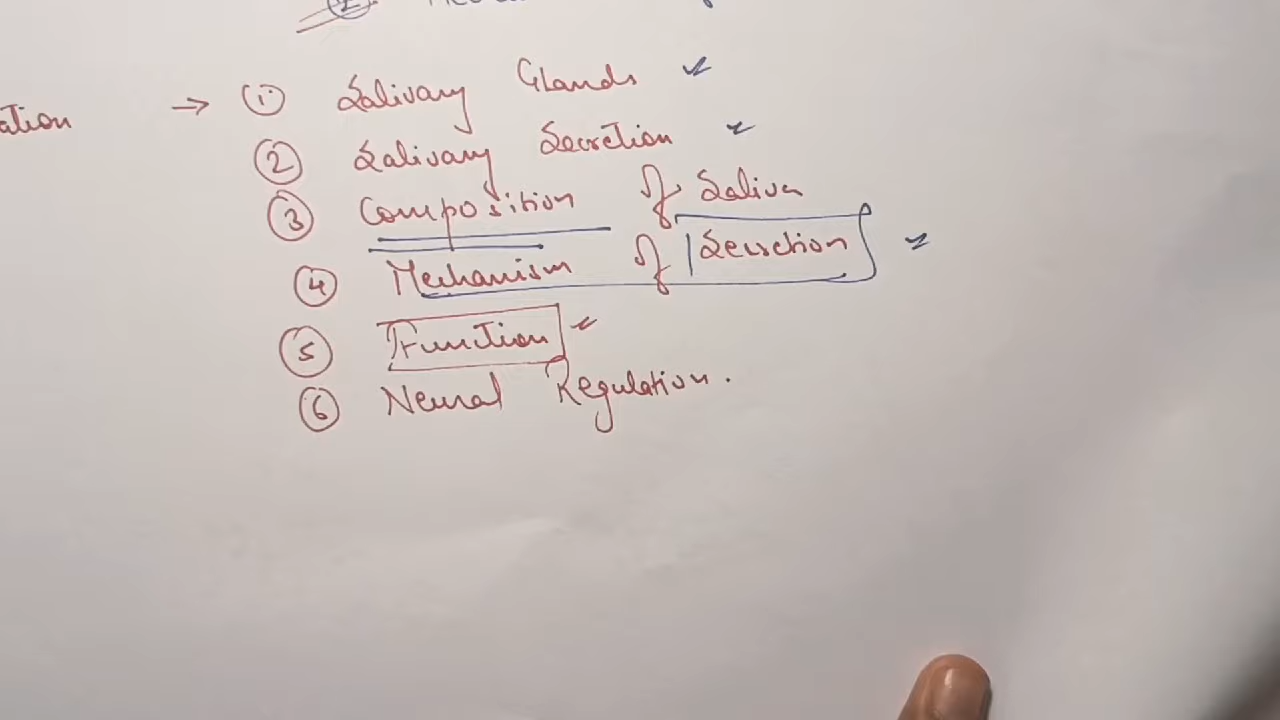 ation → ① Salivary Glands ✓
② Salivary Secretion ✓
③ Composition of Saliva
④ Mechanism of Secretion ✓
⑤ Function ✓
⑥ Neural Regulation.